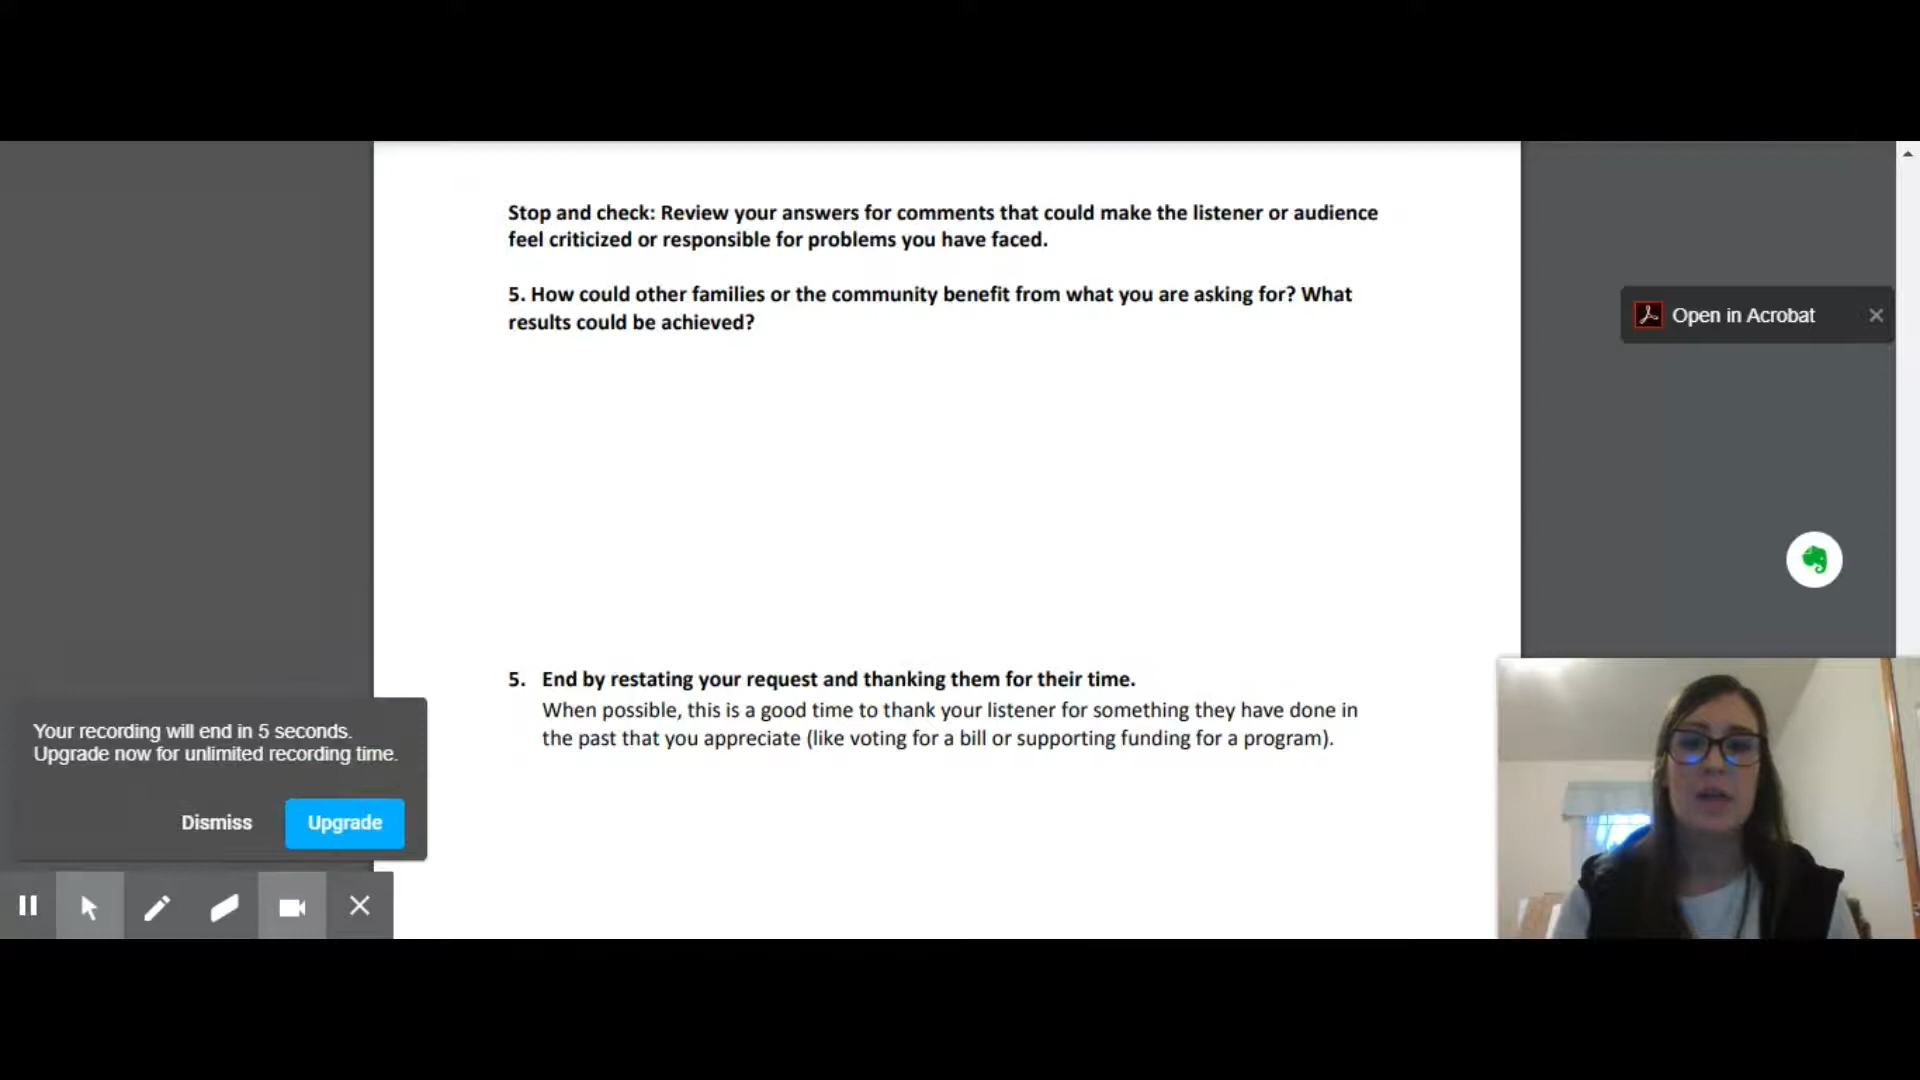 Stop and check: Review your answers for comments that could make the listener or audience
feel criticized or responsible for problems you have faced.
5. How could other families or the community benefit from what you are asking for? What
results could be achieved?
Open in Acrobat
5. End by restating your request and thanking them for their time.
When possible, this is a good time to thank your listener for something they have done in
the past that you appreciate (like voting for a bill or supporting funding for a program).
Your recording will end in 5 seconds.
Upgrade now for unlimited recording time.
Dismiss Upgrade